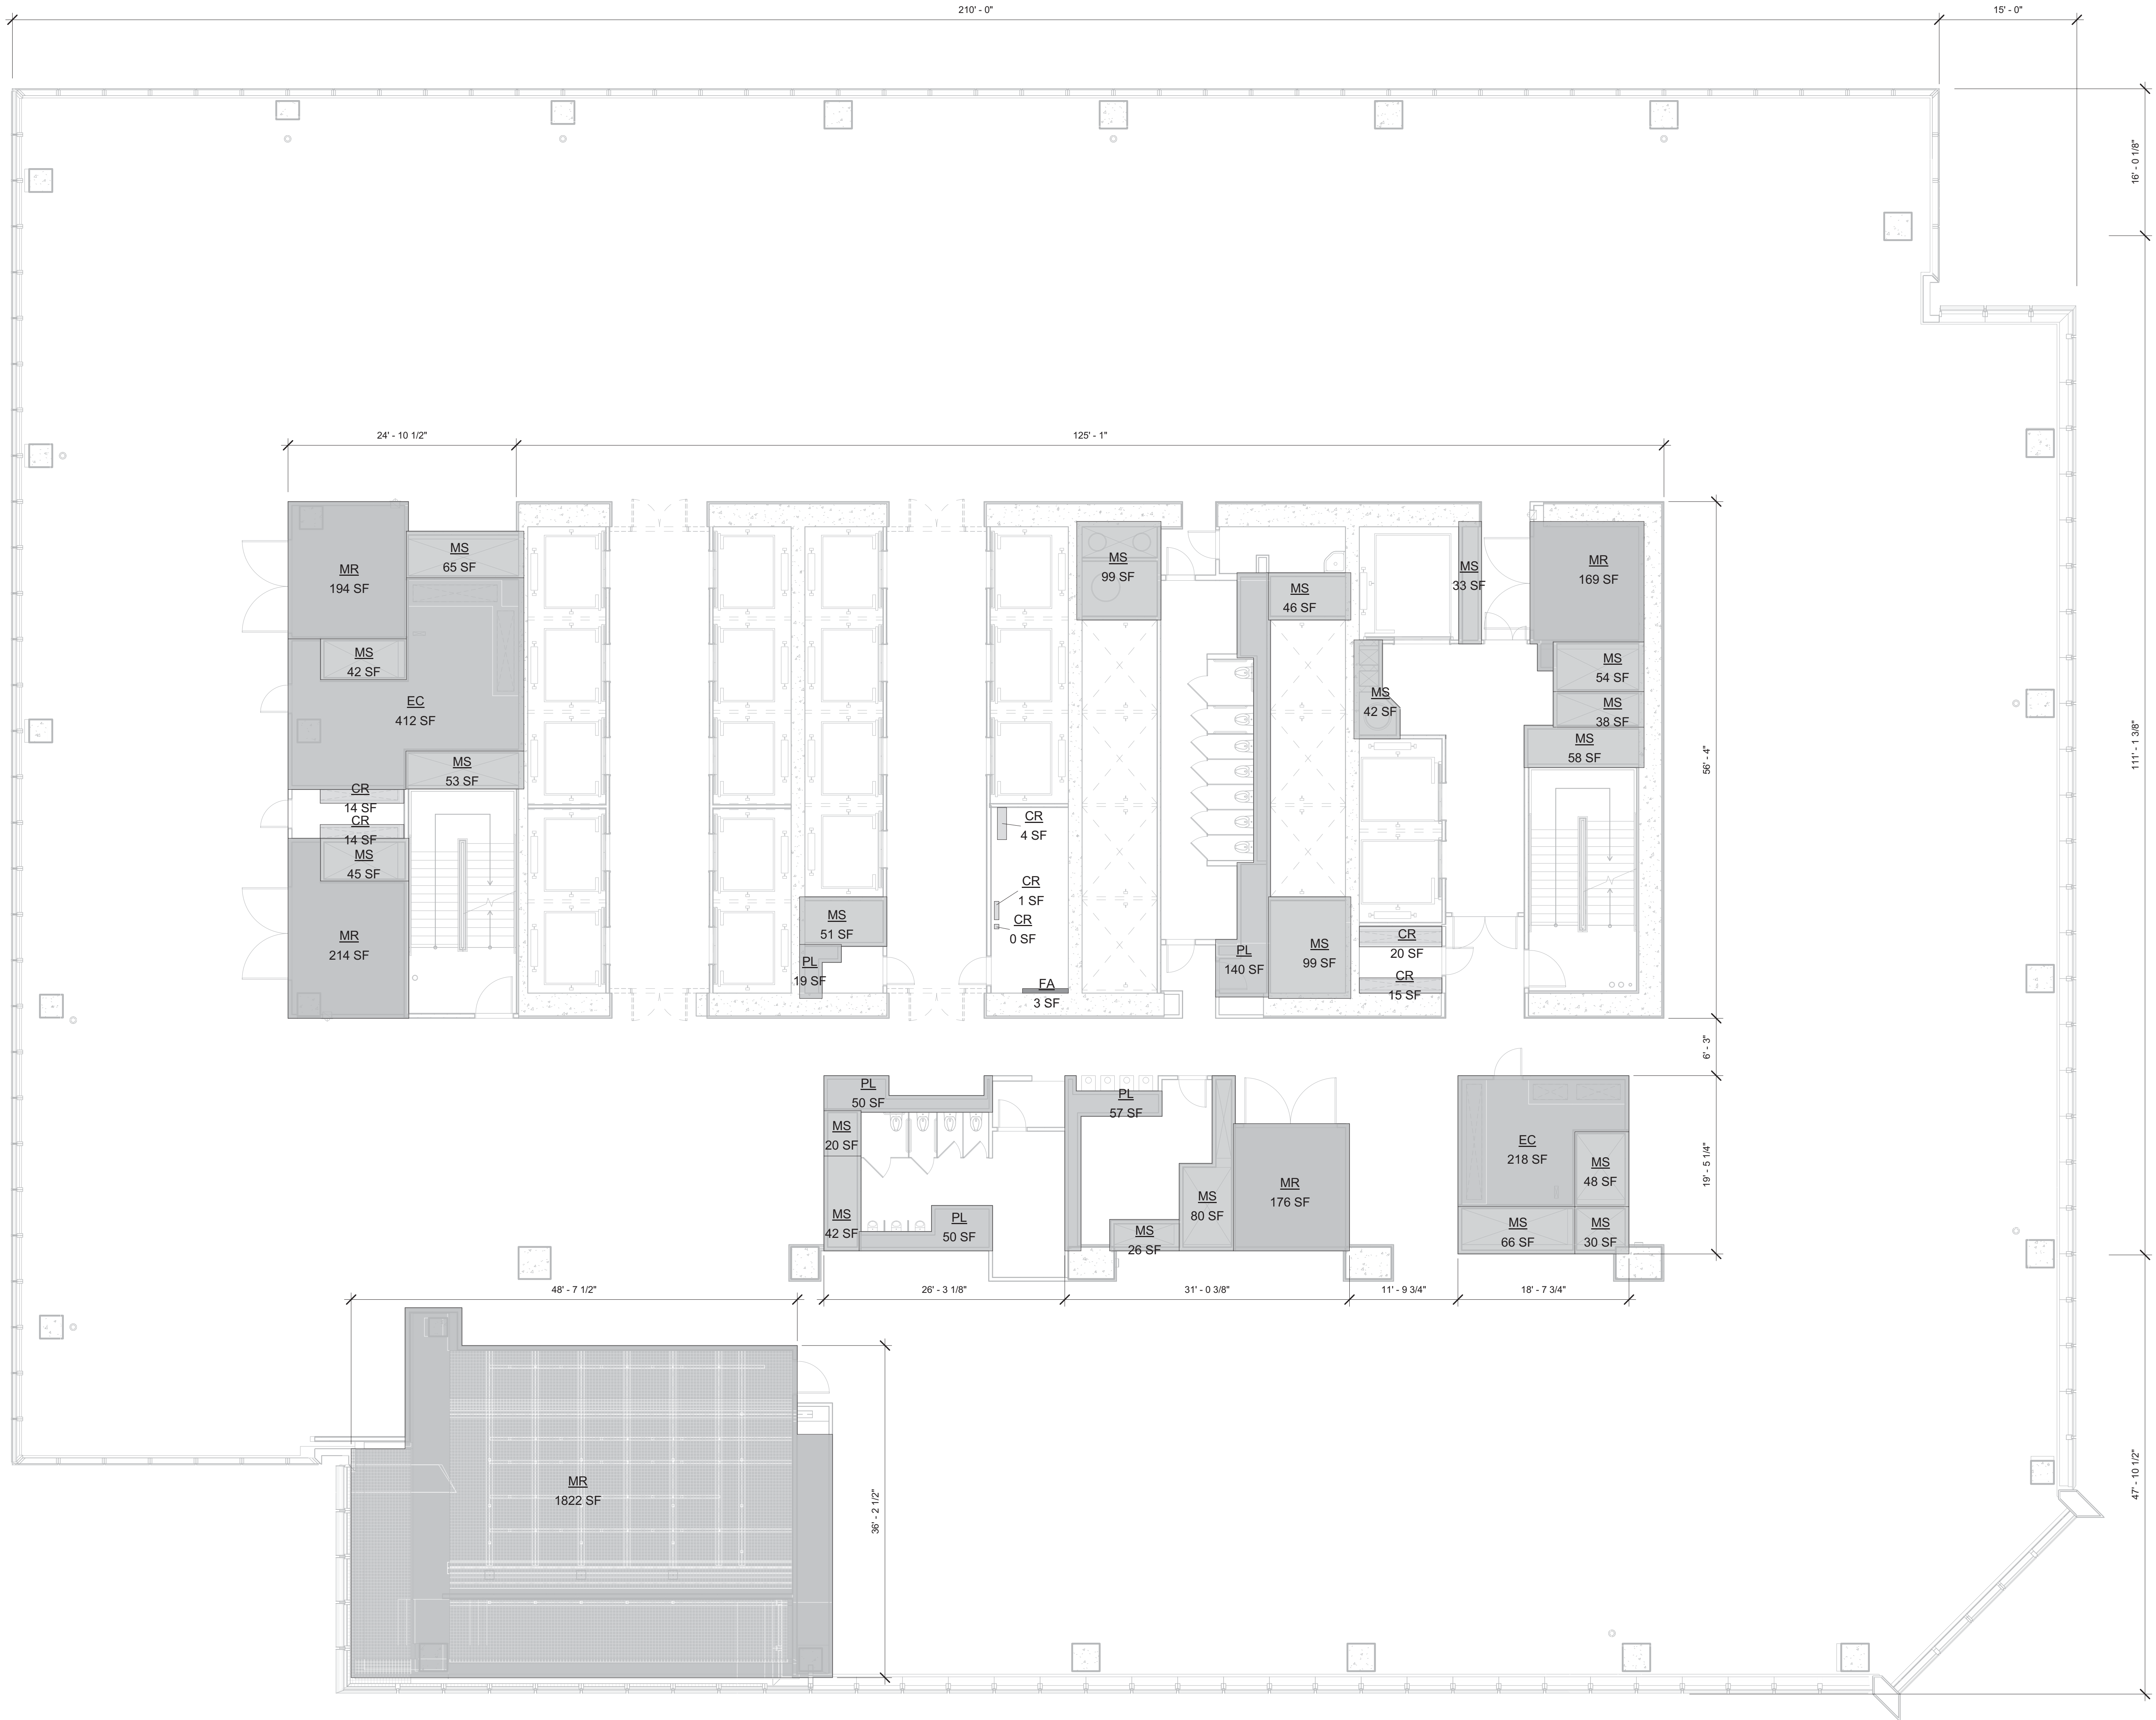 210' - 0"
15' - 0"
16' - 0 1/8"
24' - 10 1/2"
125' - 1"
MR
194 SF
MS
65 SF
MS
42 SF
EC
412 SF
MS
53 SF
CR
14 SF
CR
14 SF
MS
45 SF
MR
214 SF
MS
51 SF
PL
19 SF
MS
99 SF
CR
4 SF
CR
1 SF
CR
0 SF
FA
3 SF
MS
46 SF
PL
140 SF
MS
99 SF
MS
33 SF
MS
42 SF
CR
20 SF
CR
15 SF
MR
169 SF
MS
54 SF
MS
38 SF
MS
58 SF
56' - 4"
111' - 1 3/8"
6' - 3"
PL
50 SF
MS
20 SF
MS
42 SF
PL
50 SF
PL
57 SF
MS
26 SF
MS
80 SF
MR
176 SF
EC
218 SF
MS
48 SF
MS
66 SF
MS
30 SF
19' - 5 1/4"
48' - 7 1/2"
26' - 3 1/8"
31' - 0 3/8"
11' - 9 3/4"
18' - 7 3/4"
MR
1822 SF
36' - 2 1/2"
47' - 10 1/2"